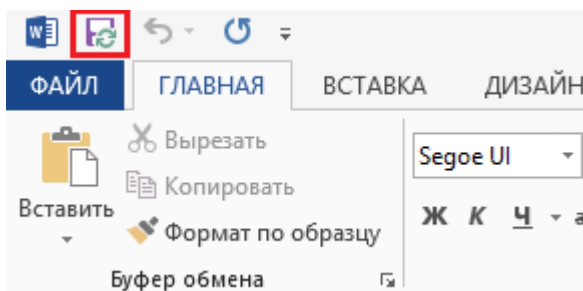 W
ФАЙЛ ГЛАВНАЯ ВСТАВКА ДИЗАЙН
Вырезать
Копировать
Вставить
Формат по образцу
Буфер обмена
Segoe UI
Ж К Ч